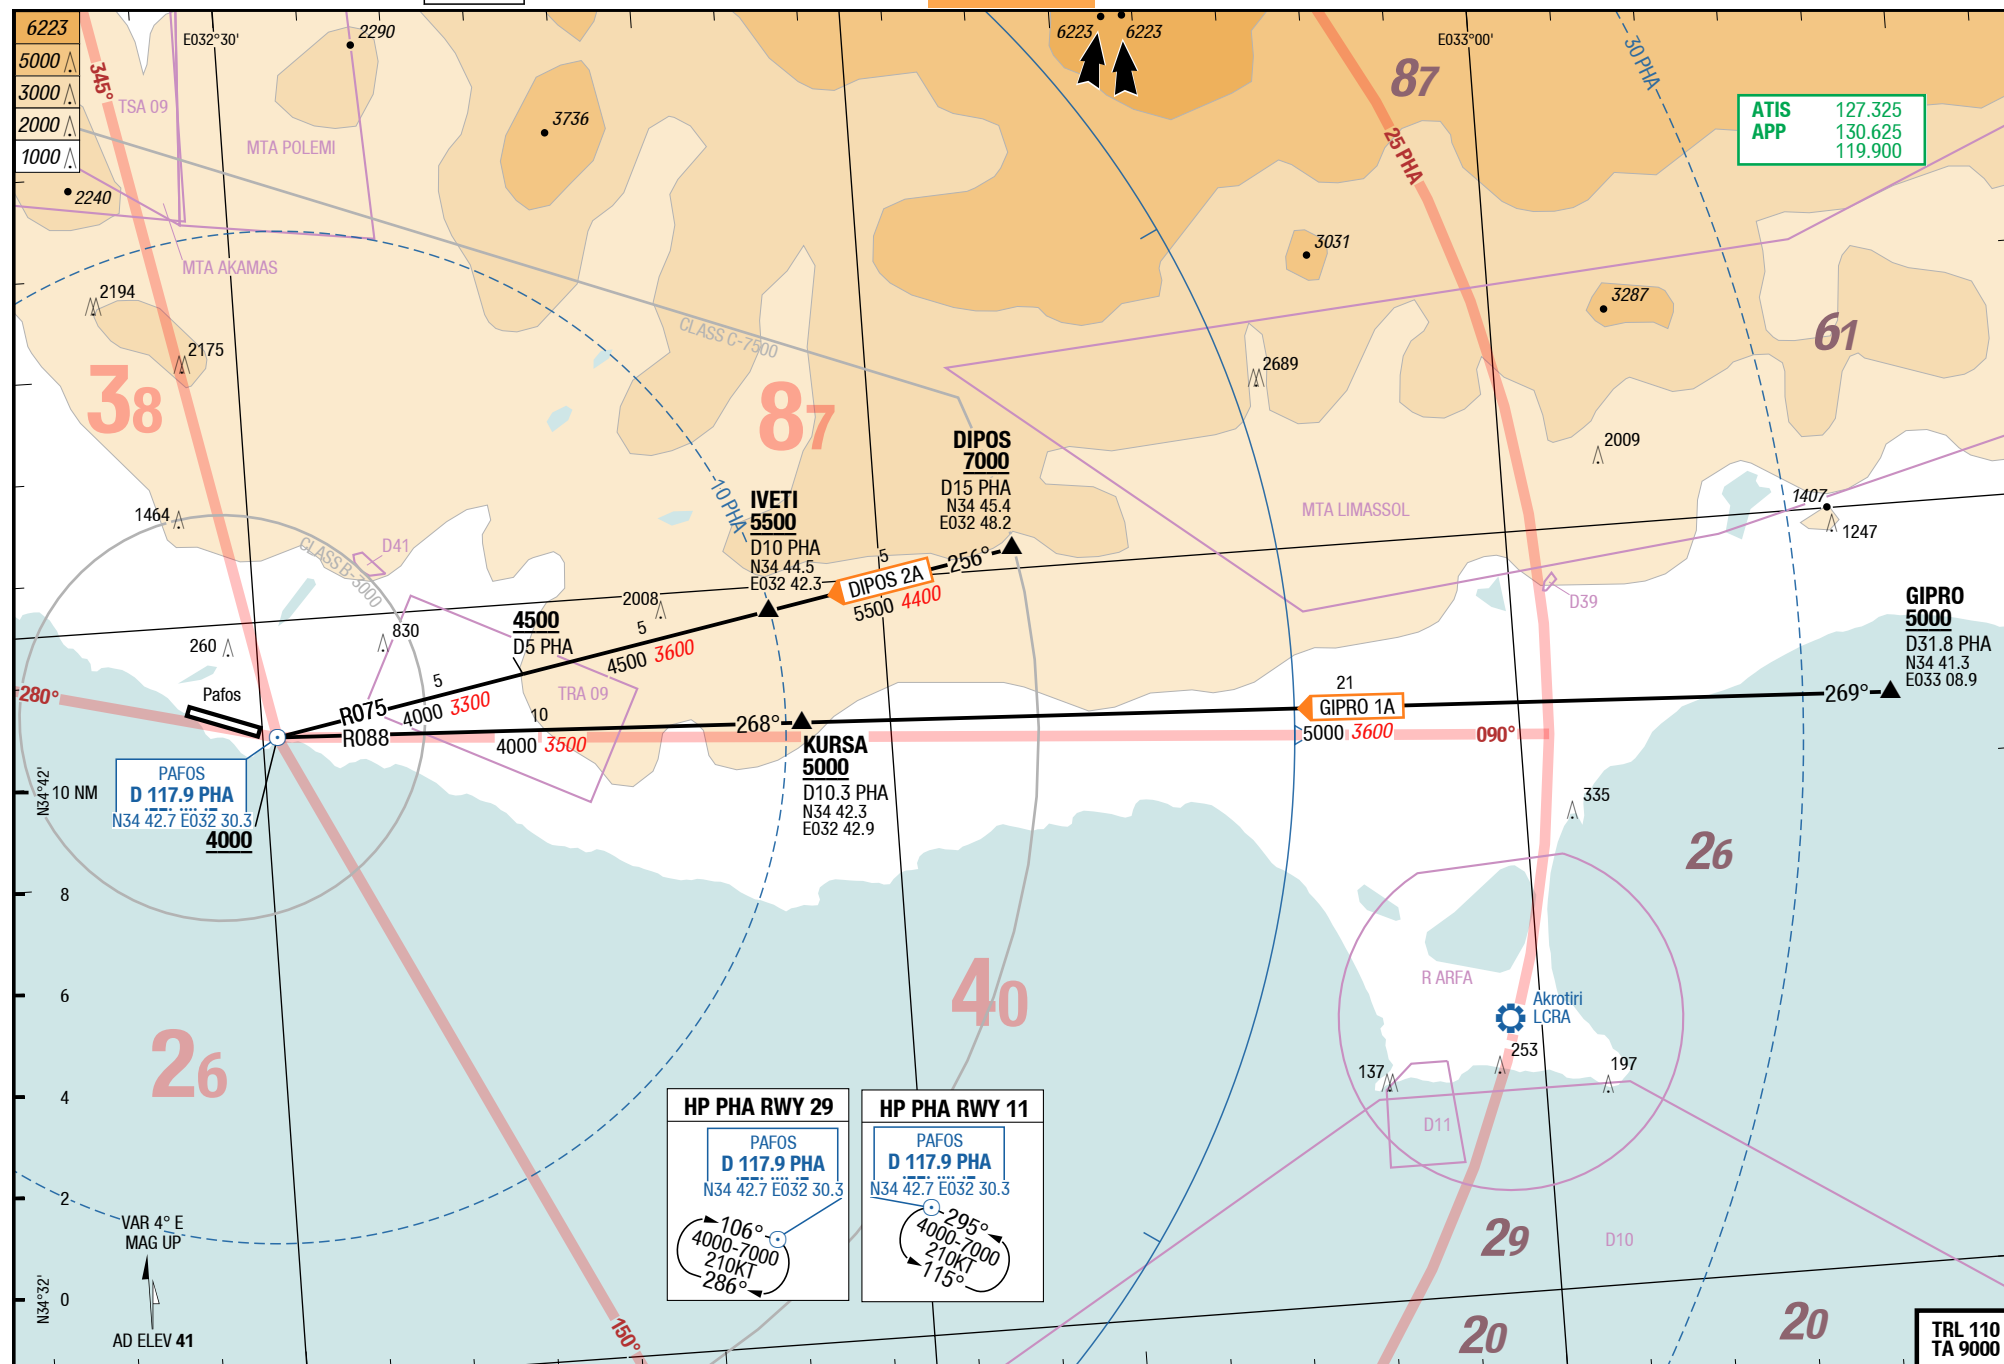 6223
5000
3000
2000
1000
E032°30'
2290
6223
6223
E033°00'
30 PHA
87
345°
TSA 09
MTA POLEMI
3736
25 PHA
ATIS 127.325
APP 130.625
119.900
2240
MTA AKAMAS
3031
2194
3287
2175
CLASS C-7500
61
38
87
2689
DIPOS
7000
D15 PHA
N34 45.4
E032 48.2
2009
10 PHA
IVETI
5500
D10 PHA
N34 44.5
E032 42.3
MTA LIMASSOL
1407
1247
1464
CLASS B-3000
D41
5
256°
DIPOS 2A
5500 4400
D39
GIPRO
5000
D31.8 PHA
N34 41.3
E033 08.9
2008
4500
D5 PHA
830
260
5
4500 3600
280°
Pafos
5
R075
4000 3300
TRA 09
21
GIPRO 1A
269°
R088
10
4000 3500
268°
5000 3600
090°
KURSA
5000
D10.3 PHA
N34 42.3
E032 42.9
PAFOS
D 117.9 PHA
N34 42.7 E032 30.3
4000
N34°42'
10 NM
335
26
8
40
R ARFA
Akrotiri
LCRA
6
26
253
137
197
4
HP PHA RWY 29
PAFOS
D 117.9 PHA
N34 42.7 E032 30.3
106°
4000-7000
210KT
286°
HP PHA RWY 11
PAFOS
D 117.9 PHA
N34 42.7 E032 30.3
295°
4000-7000
210KT
115°
D11
2
VAR 4° E
MAG UP
29
D10
N34°32'
0
AD ELEV 41
150°
20
20
TRL 110
TA 9000